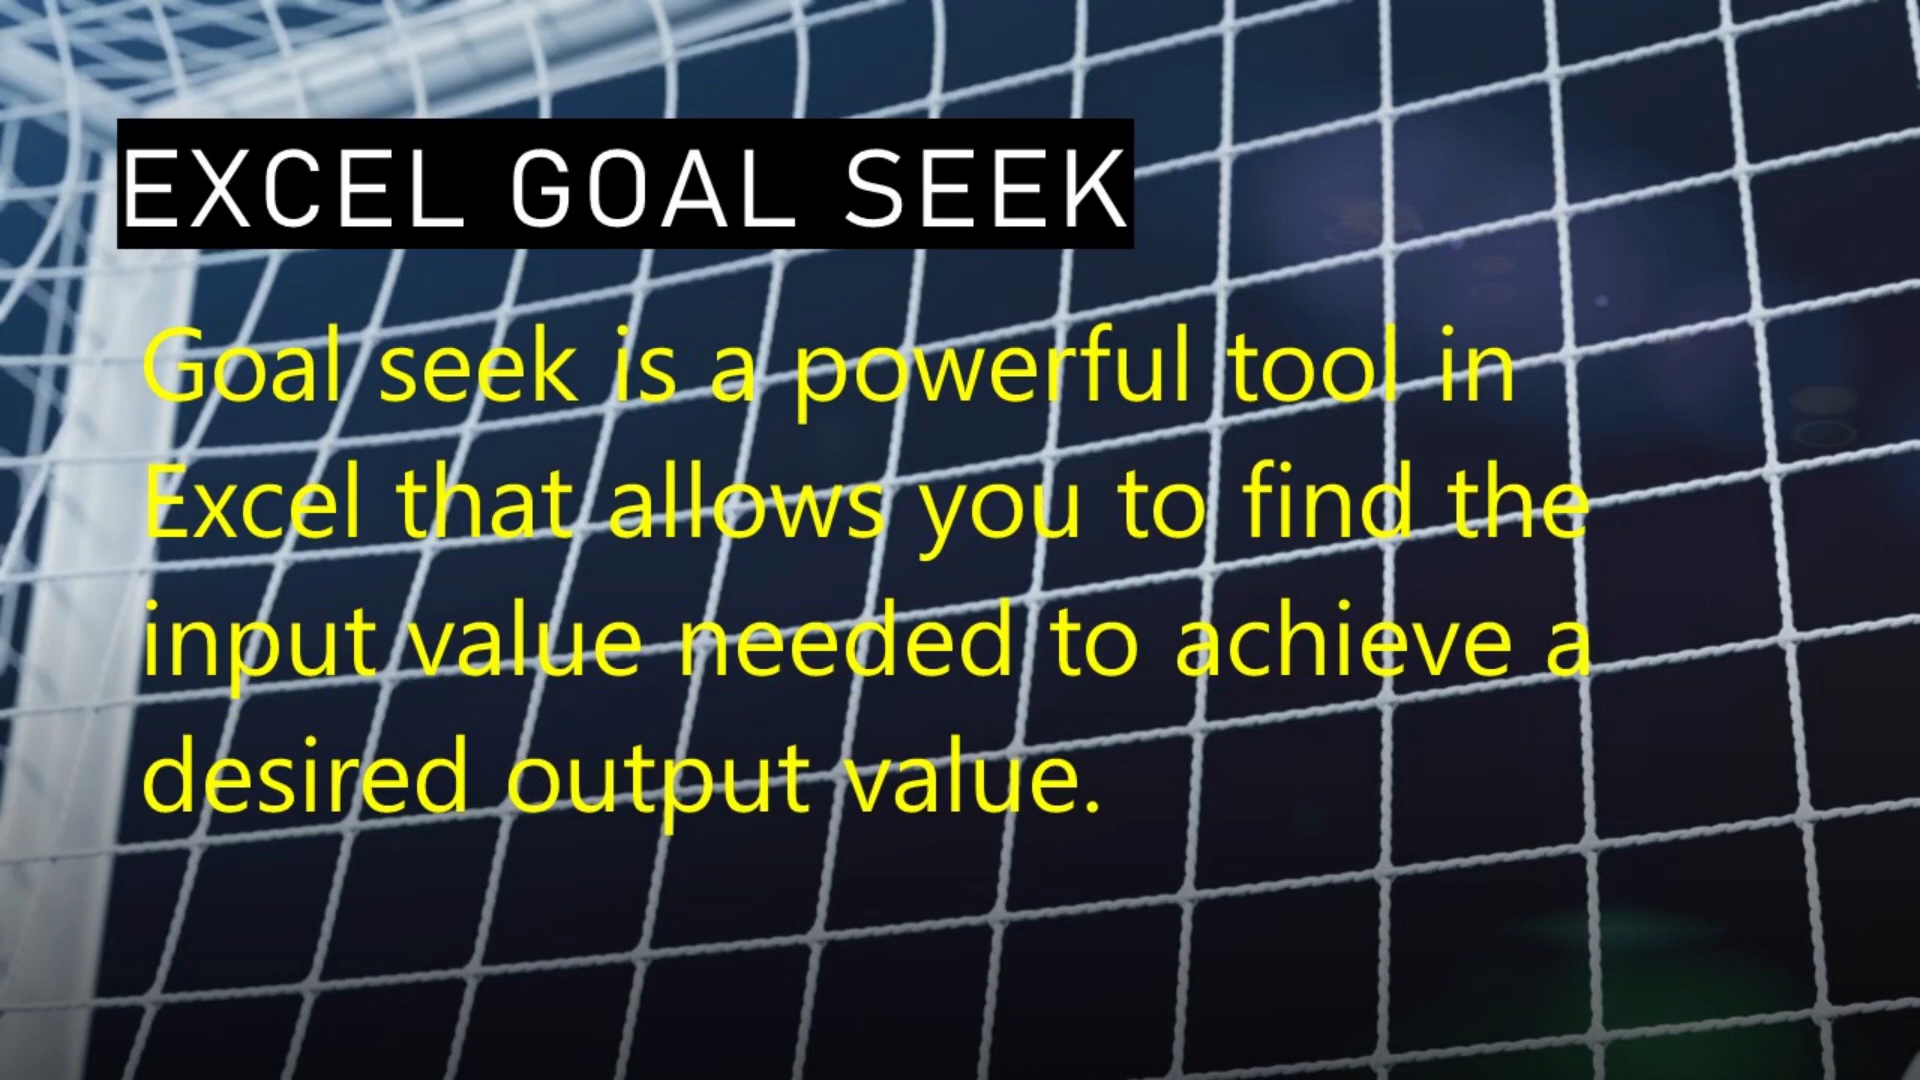 EXCEL GOAL SEEK
Goal seek is a powerful tool in
Excel that allows you to find the
input value needed to achieve a
desired output value.